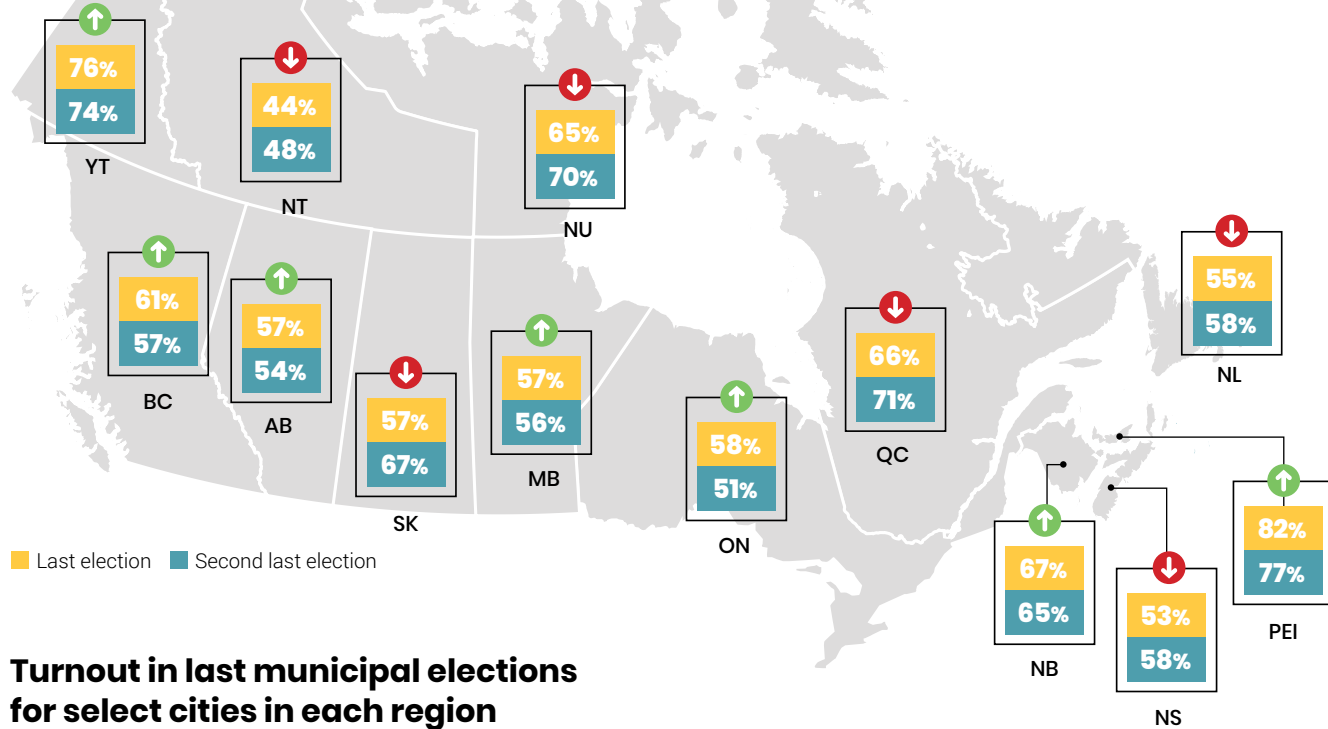 76%
74%
YT
44%
48%
NT
65%
70%
NU
61%
57%
BC
57%
54%
AB
57%
67%
SK
57%
56%
MB
58%
51%
ON
66%
71%
QC
55%
58%
NL
67%
65%
NB
53%
58%
NS
82%
77%
PEI
Last election
Second last election
Turnout in last municipal elections
for select cities in each region